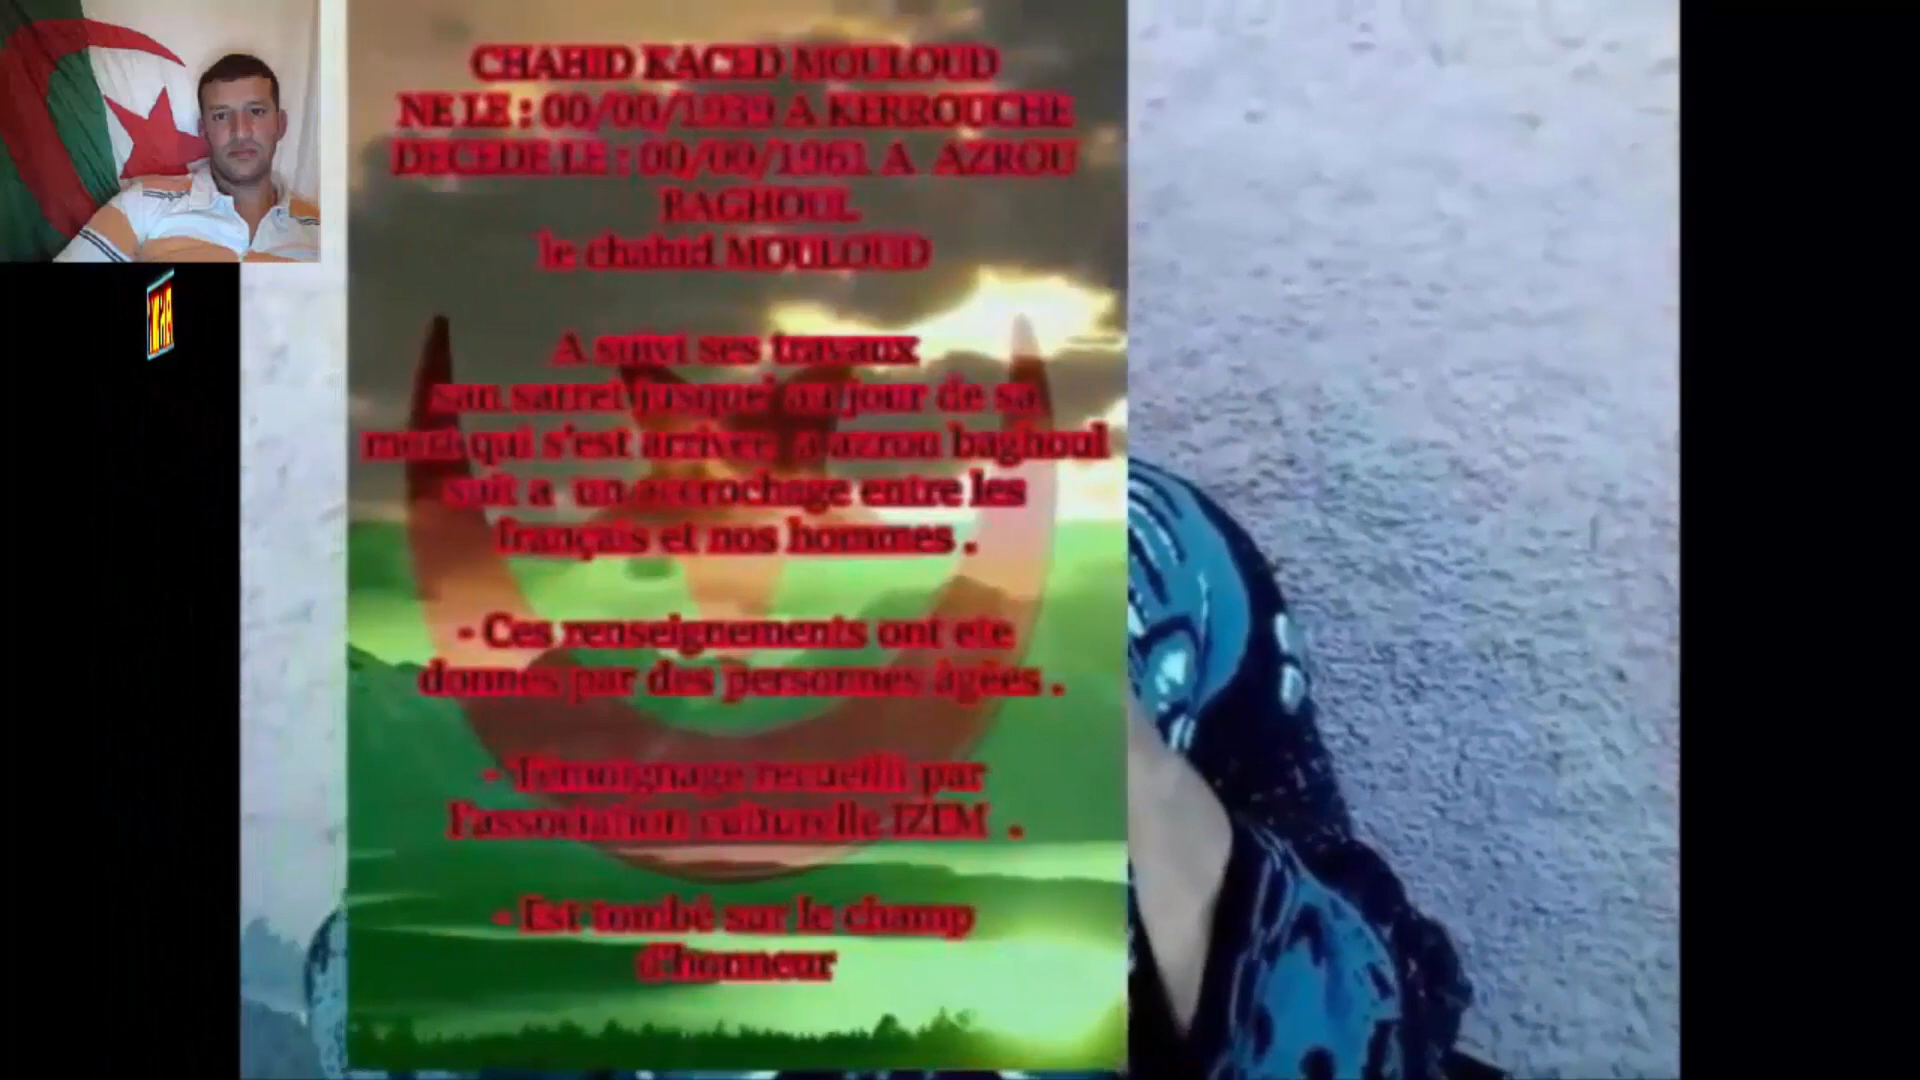 CHAHID KACED MOULOUD
NE LE : 00/00/1939 A KERROUCHE
DECEDE LE : 00/00/1961 A AZROU
BAGHOUL
le chahid MOULOUD
A suivi ses travaux
san sarret jusque' au jour de sa
mort qui s'est arrivee a azrou baghoul
suit a un accrochage entre les
français et nos hommes .
- Ces renseignements ont ete
donnes par des personnes âgées .
- Témoignage recueilli par
l'association culturelle IZEM .
- Est tombé sur le champ
d'honneur